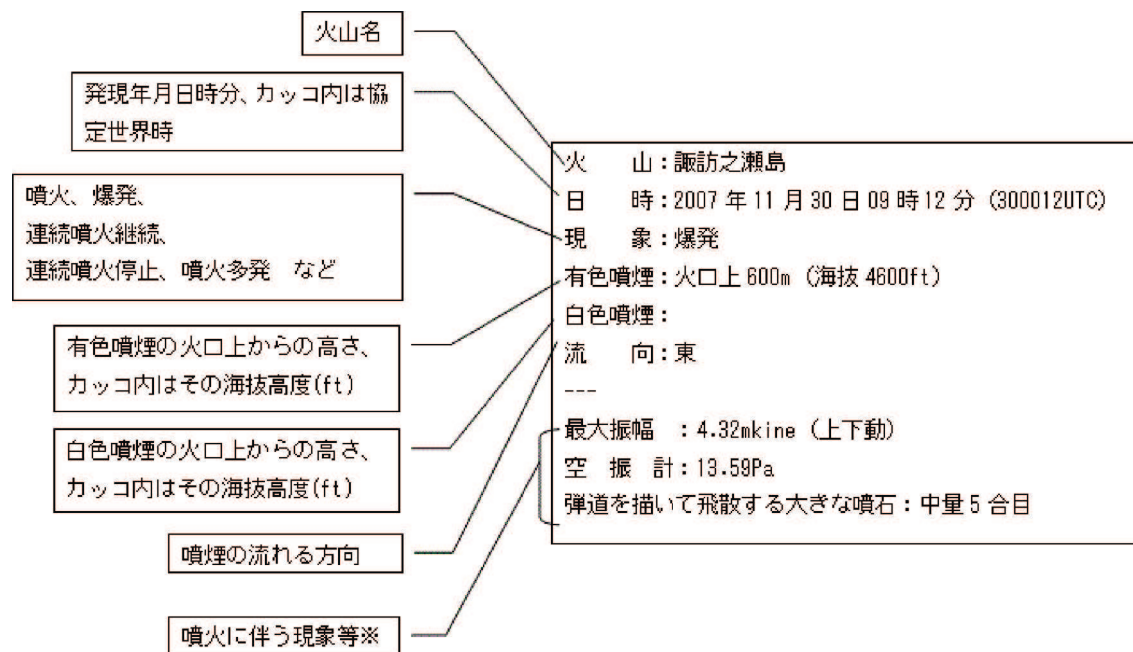 火山名
発現年月日時分、カッコ内は協
定世界時
噴火、爆発、
連続噴火継続、
連続噴火停止、噴火多発　など
有色噴煙の火口上からの高さ、
カッコ内はその海抜高度(ft)
白色噴煙の火口上からの高さ、
カッコ内はその海抜高度(ft)
噴煙の流れる方向
噴火に伴う現象等※
火　　山：諏訪之瀬島
日　　時：2007年11月30日09時12分（300012UTC）
現　　象：爆発
有色噴煙：火口上600m（海抜4600ft）
白色噴煙：
流　　向：東
---
最大振幅　：4.32mkine（上下動）
空　振　計：13.59Pa
弾道を描いて飛散する大きな噴石：中量5合目